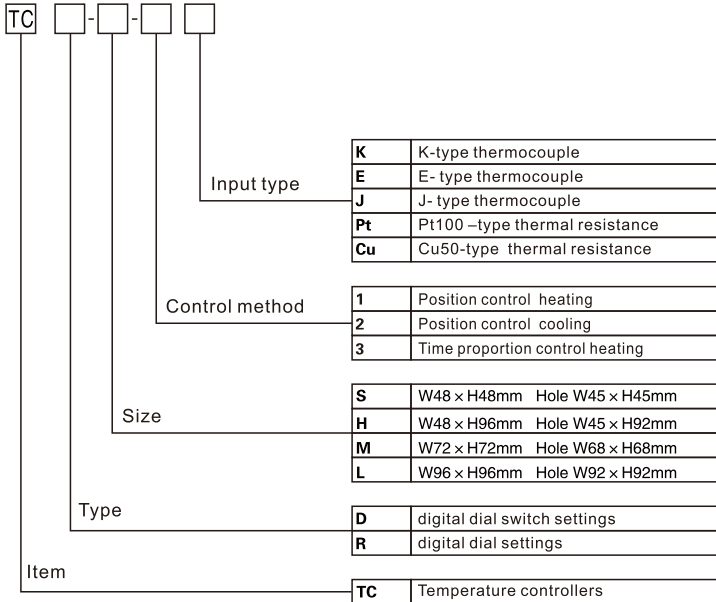 TC - -
K K-type thermocouple
E E- type thermocouple
Input type
J J- type thermocouple
Pt Pt100 –type thermal resistance
Cu Cu50-type thermal resistance
1 Position control heating
Control method
2 Position control cooling
3 Time proportion control heating
S W48 × H48mm Hole W45 × H45mm
Size
H W48 × H96mm Hole W45 × H92mm
M W72 × H72mm Hole W68 × H68mm
L W96 × H96mm Hole W92 × H92mm
Type
D digital dial switch settings
R digital dial settings
Item
TC Temperature controllers